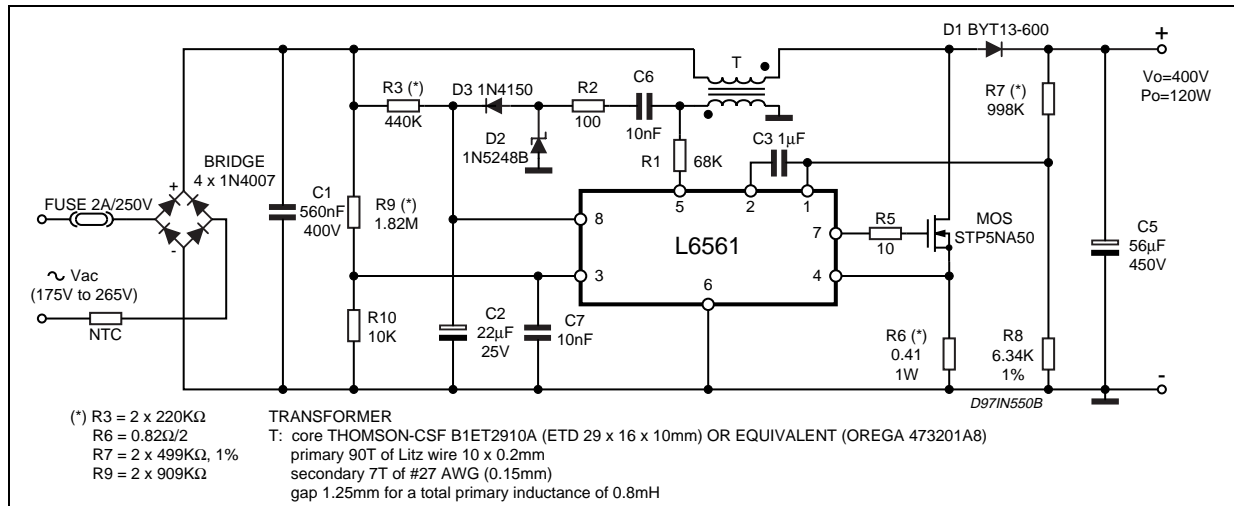 D1 BYT13-600
+
T
Vo=400V
Po=120W
R3 (*)
440K
D3 1N4150
R2
100
C6
10nF
R7 (*)
998K
D2
1N5248B
C3 1μF
R1
68K
BRIDGE
4 x 1N4007
+
-
FUSE 2A/250V
C1
560nF
400V
R9 (*)
1.82M
5
2
1
8
3
L6561
7
4
6
R5
10
MOS
STP5NA50
C5
56μF
450V
~ Vac
(175V to 265V)
NTC
R10
10K
C2
22μF
25V
C7
10nF
R6 (*)
0.41
1W
R8
6.34K
1%
-
D97IN550B
(*) R3 = 2 x 220KΩ
R6 = 0.82Ω/2
R7 = 2 x 499KΩ, 1%
R9 = 2 x 909KΩ
TRANSFORMER
T: core THOMSON-CSF B1ET2910A (ETD 29 x 16 x 10mm) OR EQUIVALENT (OREGA 473201A8)
primary 90T of Litz wire 10 x 0.2mm
secondary 7T of #27 AWG (0.15mm)
gap 1.25mm for a total primary inductance of 0.8mH